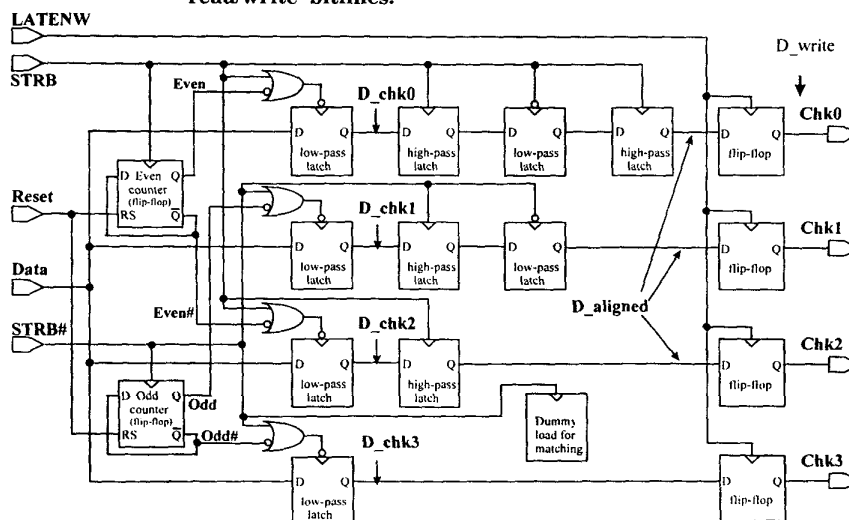 read/write bitlines.
LATENW
STRB
D_write
Even
D_chk0
Chk0
D Q
low-pass
latch
D Q
high-pass
latch
D Q
low-pass
latch
D Q
high-pass
latch
D Q
flip-flop
D Even Q
counter
(flip-flop)
RS Q
Reset
D_chk1
Chk1
D Q
low-pass
latch
D Q
high-pass
latch
D Q
low-pass
latch
D Q
flip-flop
Data
Even#
D_aligned
STRB#
D_chk2
Chk2
D Q
low-pass
latch
D Q
high-pass
latch
D Q
flip-flop
D Odd Q
counter
(flip-flop)
RS Q
Odd
Odd#
Dummy
load for
matching
D_chk3
Chk3
D Q
low-pass
latch
D Q
flip-flop